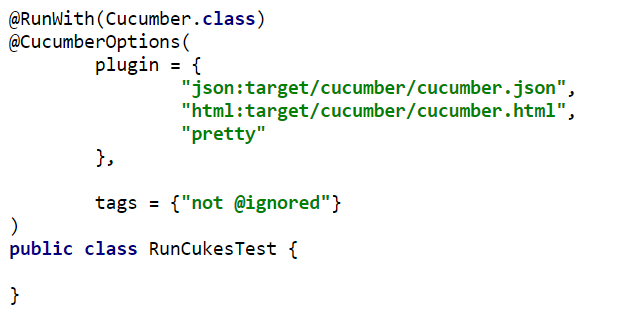 @RunWith(Cucumber.class)
@CucumberOptions(
        plugin = {
                "json:target/cucumber/cucumber.json",
                "html:target/cucumber/cucumber.html",
                "pretty"
        },

        tags = {"not @ignored"}
)
public class RunCukesTest {

}